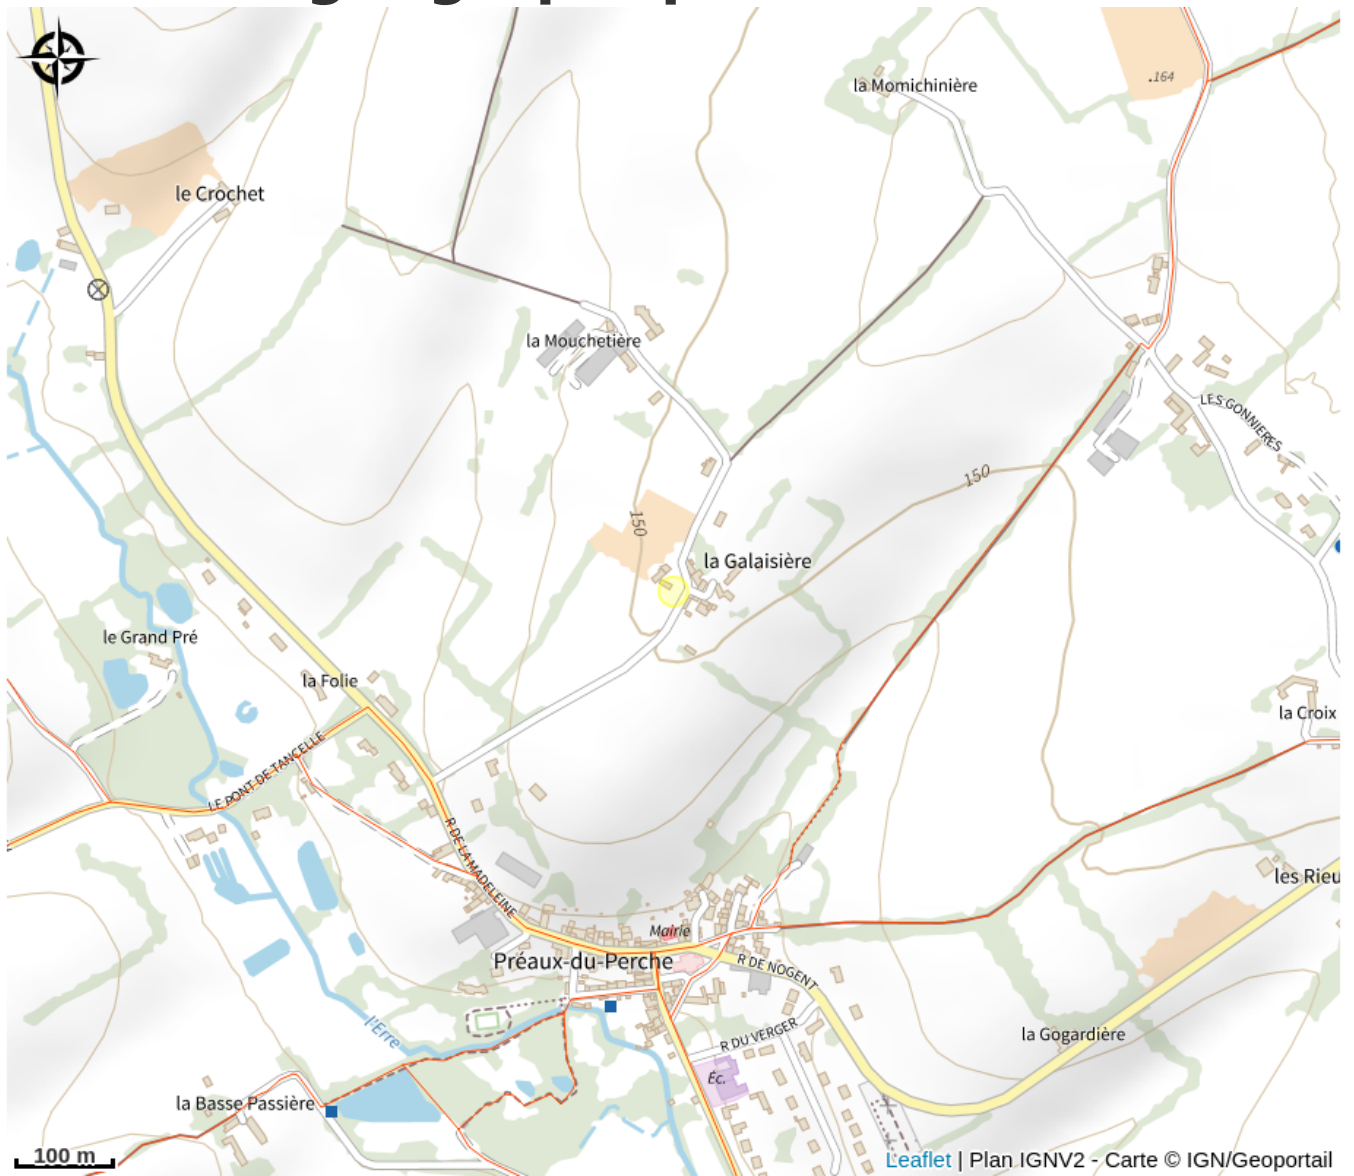 .164
la Momichinière
le Crochet
la Mouchetière
LES GONNIERES
150
150
la Galaisière
le Grand Pré
la Folie
la Croix
LE PONT DE TANCELLE
R DE LA MADELEINE
les Rieu
Mairie
Préaux-du-Perche
R DE NOGENT
l'Erre
R DU VERGER
la Gogardière
Éc.
la Basse Passière
100 m
Leaflet | Plan IGNV2 - Carte © IGN/Geoportail